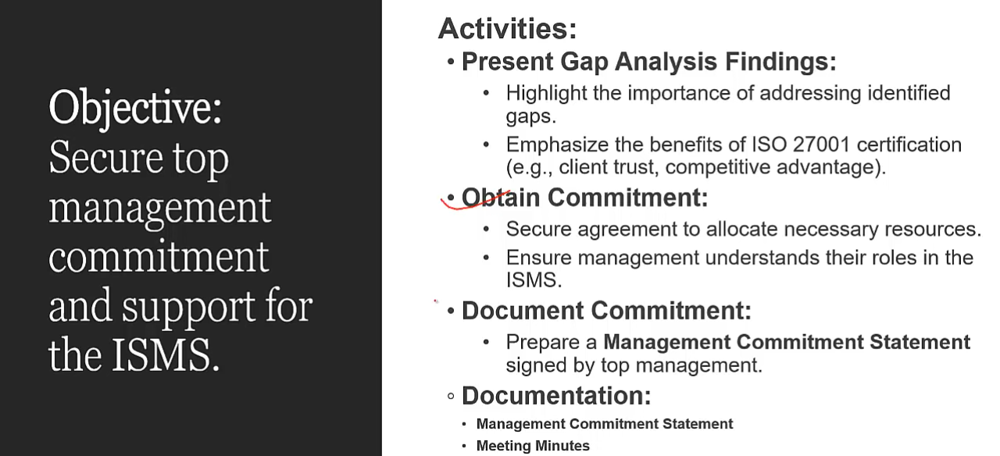 Objective:
Secure top
management
commitment
and support for
the ISMS.
Activities:
• Present Gap Analysis Findings:
• Highlight the importance of addressing identified
gaps.
• Emphasize the benefits of ISO 27001 certification
(e.g., client trust, competitive advantage).
• Obtain Commitment:
• Secure agreement to allocate necessary resources.
• Ensure management understands their roles in the
ISMS.
• Document Commitment:
• Prepare a Management Commitment Statement
signed by top management.
◦ Documentation:
• Management Commitment Statement
• Meeting Minutes